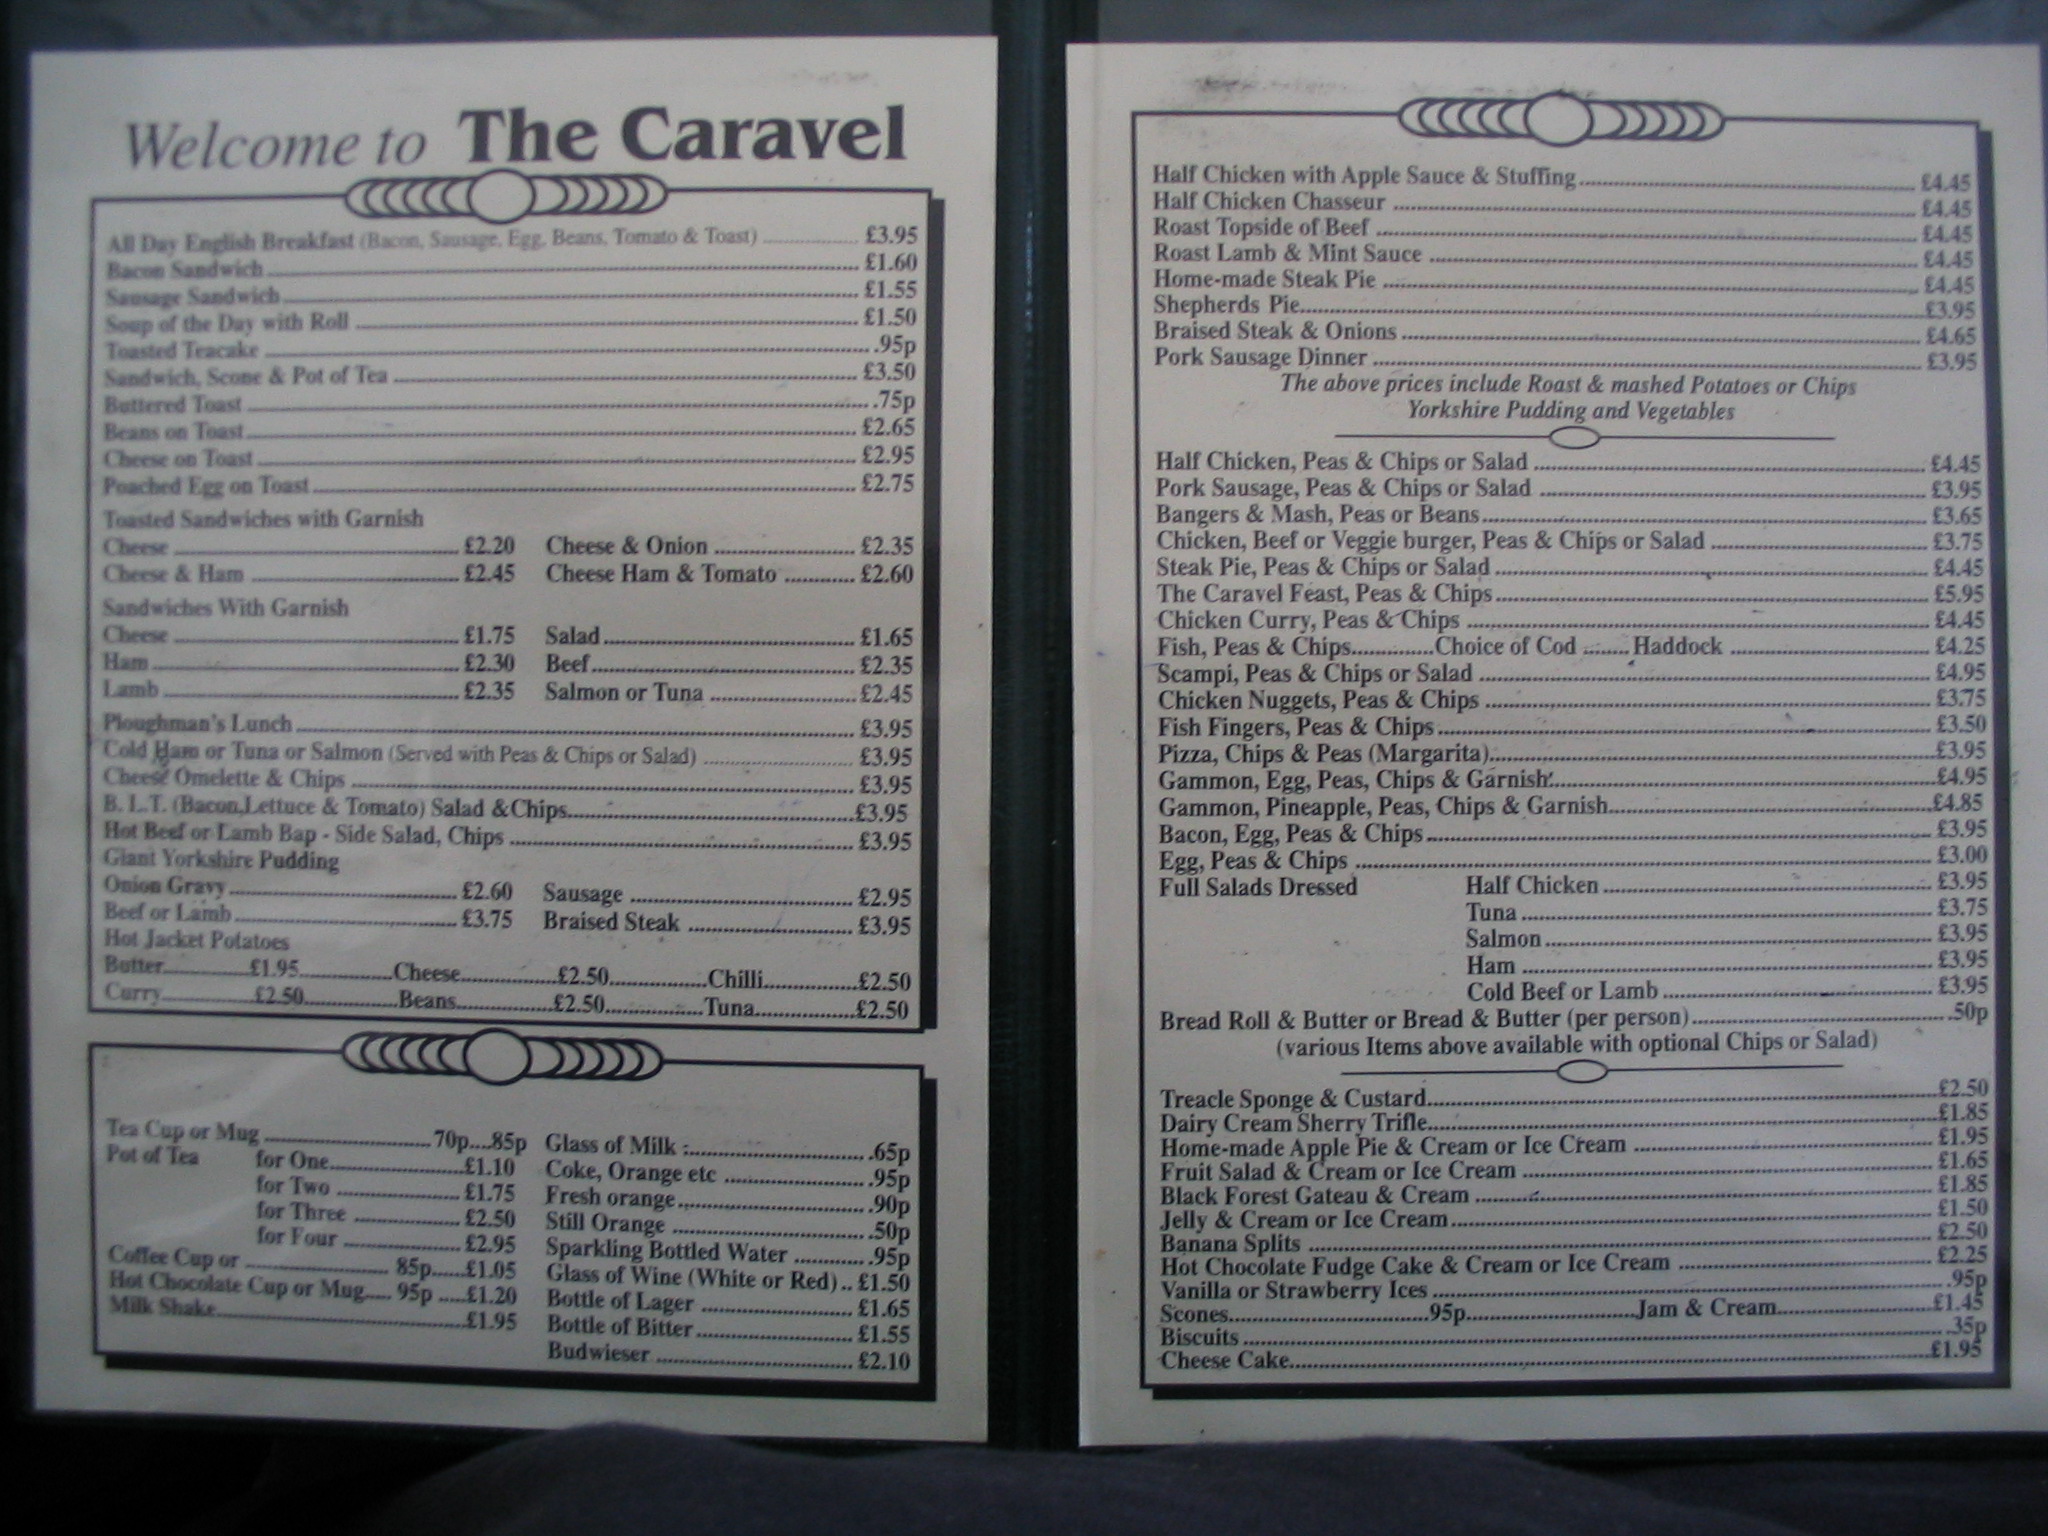 Welcome to The Caravel
All Day English Breakfast (Bacon, Sausage, Egg, Beans, Tomato & Toast) ............... £3.95
Bacon Sandwich ............... £1.60
Sausage Sandwich ............... £1.55
Soup of the Day with Roll ............... £1.50
Toasted Teacake ............... .95p
Sandwich, Scone & Pot of Tea ............... £3.50
Buttered Toast ............... .75p
Beans on Toast ............... £2.65
Cheese on Toast ............... £2.95
Poached Egg on Toast ............... £2.75
Toasted Sandwiches with Garnish
Cheese ............... £2.20 Cheese & Onion ............... £2.35
Cheese & Ham ............... £2.45 Cheese Ham & Tomato ............ £2.60
Sandwiches With Garnish
Cheese ............... £1.75 Salad ............... £1.65
Ham ............... £2.30 Beef ............... £2.35
Lamb ............... £2.35 Salmon or Tuna ............... £2.45
Ploughman's Lunch ............... £3.95
Cold Ham or Tuna or Salmon (Served with Peas & Chips or Salad) ............... £3.95
Cheese Omelette & Chips ............... £3.95
B. L.T. (Bacon,Lettuce & Tomato) Salad &Chips ............... £3.95
Hot Beef or Lamb Bap - Side Salad, Chips ............... £3.95
Giant Yorkshire Pudding
Onion Gravy ............... £2.60 Sausage ............... £2.95
Beef or Lamb ............... £3.75 Braised Steak ............... £3.95
Hot Jacket Potatoes
Butter ............... £1.95 ............... Cheese ............... £2.50 ............... Chilli ............... £2.50
Curry ............... £2.50 ............... Beans ............... £2.50 ............... Tuna ............... £2.50
Tea Cup or Mug ............... 70p....85p
Pot of Tea for One ............... £1.10
for Two ............... £1.75
for Three ............... £2.50
for Four ............... £2.95
Coffee Cup or ............... 85p......£1.05
Hot Chocolate Cup or Mug..... 95p .....£1.20
Milk Shake ............... £1.95
Glass of Milk ............... .65p
Coke, Orange etc ............... .95p
Fresh orange ............... .90p
Still Orange ............... .50p
Sparkling Bottled Water ............ .95p
Glass of Wine (White or Red) .. £1.50
Bottle of Lager ............... £1.65
Bottle of Bitter ............... £1.55
Budwieser ............... £2.10
Half Chicken with Apple Sauce & Stuffing ............... £4.45
Half Chicken Chasseur ............... £4.45
Roast Topside of Beef ............... £4.45
Roast Lamb & Mint Sauce ............... £4.45
Home-made Steak Pie ............... £4.45
Shepherds Pie ............... £3.95
Braised Steak & Onions ............... £4.65
Pork Sausage Dinner ............... £3.95
The above prices include Roast & mashed Potatoes or Chips
Yorkshire Pudding and Vegetables
Half Chicken, Peas & Chips or Salad ............... £4.45
Pork Sausage, Peas & Chips or Salad ............... £3.95
Bangers & Mash, Peas or Beans ............... £3.65
Chicken, Beef or Veggie burger, Peas & Chips or Salad ............... £3.75
Steak Pie, Peas & Chips or Salad ............... £4.45
The Caravel Feast, Peas & Chips ............... £5.95
Chicken Curry, Peas & Chips ............... £4.45
Fish, Peas & Chips ............... Choice of Cod ........ Haddock ............... £4.25
Scampi, Peas & Chips or Salad ............... £4.95
Chicken Nuggets, Peas & Chips ............... £3.75
Fish Fingers, Peas & Chips ............... £3.50
Pizza, Chips & Peas (Margarita) ............... £3.95
Gammon, Egg, Peas, Chips & Garnish ............... £4.95
Gammon, Pineapple, Peas, Chips & Garnish ............... £4.85
Bacon, Egg, Peas & Chips ............... £3.95
Egg, Peas & Chips ............... £3.00
Full Salads Dressed Half Chicken ............... £3.95
Tuna ............... £3.75
Salmon ............... £3.95
Ham ............... £3.95
Cold Beef or Lamb ............... £3.95
Bread Roll & Butter or Bread & Butter (per person) ............... .50p
(various Items above available with optional Chips or Salad)
Treacle Sponge & Custard ............... £2.50
Dairy Cream Sherry Trifle ............... £1.85
Home-made Apple Pie & Cream or Ice Cream ............... £1.95
Fruit Salad & Cream or Ice Cream ............... £1.65
Black Forest Gateau & Cream ............... £1.85
Jelly & Cream or Ice Cream ............... £1.50
Banana Splits ............... £2.50
Hot Chocolate Fudge Cake & Cream or Ice Cream ............... £2.25
Vanilla or Strawberry Ices ............... .95p
Scones ............... 95p ............... Jam & Cream ............... £1.45
Biscuits ............... .35p
Cheese Cake ............... £1.95